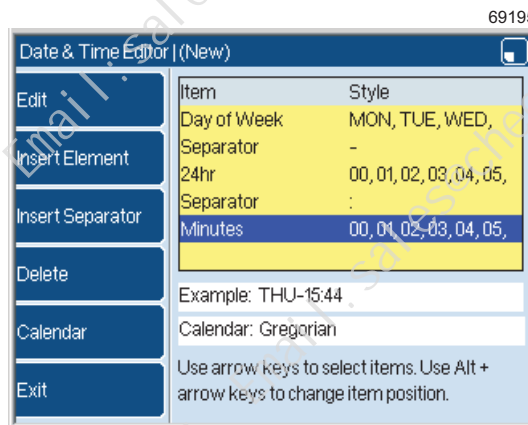 69195
Date & Time Editor | (New)
Edit
Insert Element
Insert Separator
Delete
Calendar
Exit
Item Style
Day of Week MON, TUE, WED,
Separator -
24hr 00, 01, 02, 03, 04, 05,
Separator :
Minutes 00, 01, 02, 03, 04, 05,
Example: THU-15:44
Calendar: Gregorian
Use arrow keys to select items. Use Alt +
arrow keys to change item position.